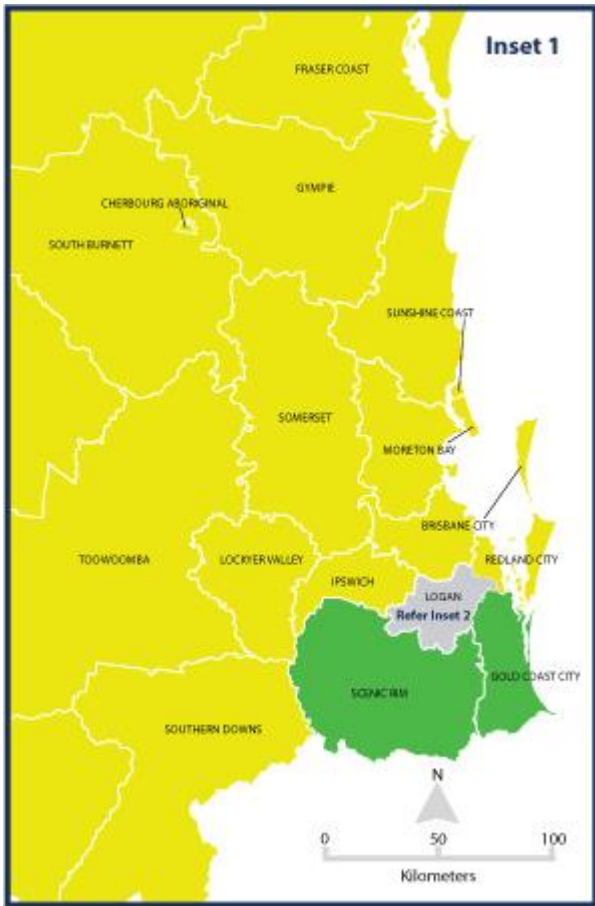 Inset 1
FRASER COAST
GYMPIE
CHERBOURG ABORIGINAL
SOUTH BURNETT
SUNSHINE COAST
SOMERSET
MORETON BAY
BRISBANE CITY
TOOWOOMBA
LOCKYER VALLEY
REDLAND CITY
IPSWICH
LOGAN
Refer Inset 2
GOLD COAST CITY
SCENIC RIM
SOUTHERN DOWNS
N
0 50 100
Kilometers